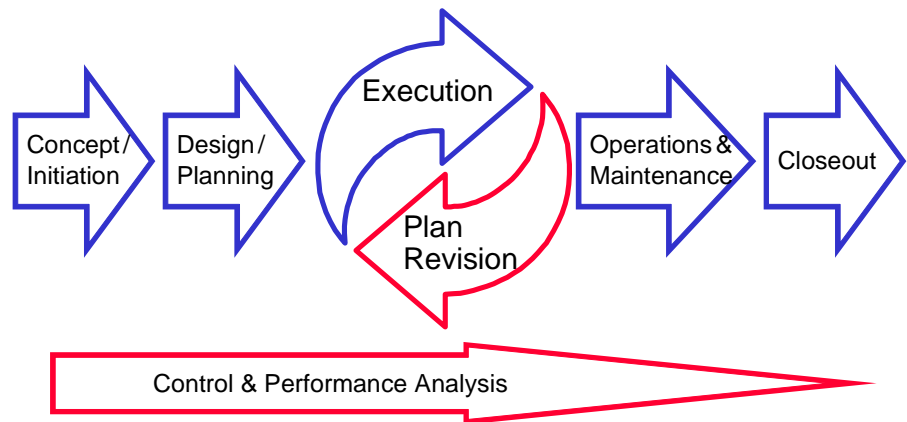 Concept/
Initiation
Design/
Planning
Execution
Plan
Revision
Operations &
Maintenance
Closeout
Control & Performance Analysis